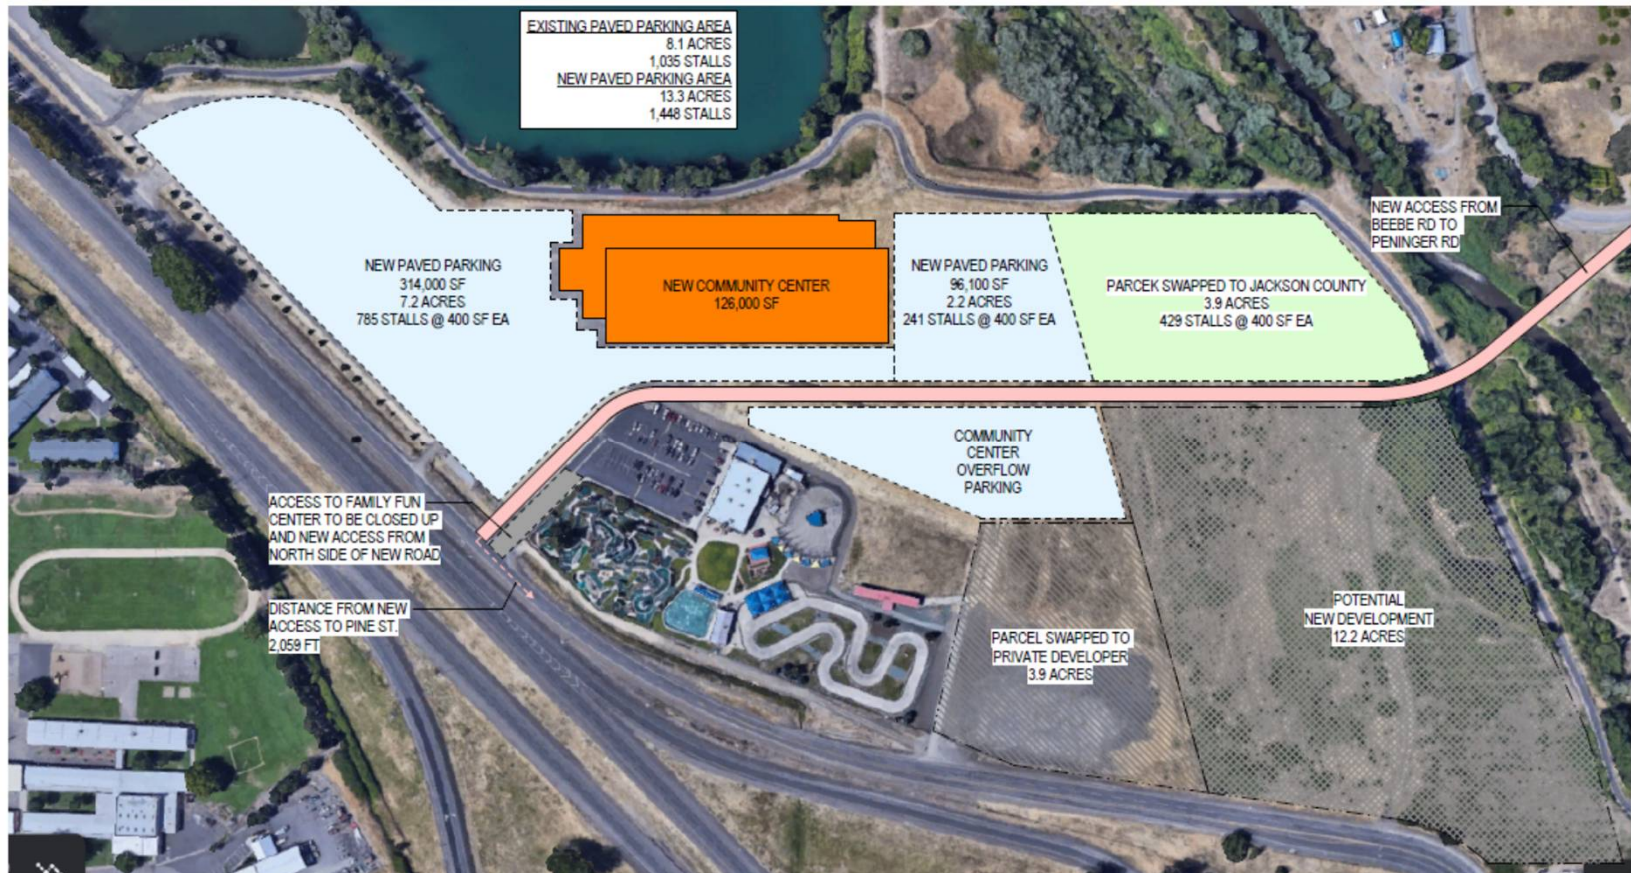 EXISTING PAVED PARKING AREA
8.1 ACRES
1,035 STALLS
NEW PAVED PARKING AREA
13.3 ACRES
1,448 STALLS
NEW ACCESS FROM
BEEBE RD TO
PENINGER RD
NEW PAVED PARKING
314,000 SF
7.2 ACRES
785 STALLS @ 400 SF EA
NEW COMMUNITY CENTER
126,000 SF
NEW PAVED PARKING
96,100 SF
2.2 ACRES
241 STALLS @ 400 SF EA
PARCEK SWAPPED TO JACKSON COUNTY
3.9 ACRES
429 STALLS @ 400 SF EA
COMMUNITY
CENTER
OVERFLOW
PARKING
ACCESS TO FAMILY FUN
CENTER TO BE CLOSED UP
AND NEW ACCESS FROM
NORTH SIDE OF NEW ROAD
DISTANCE FROM NEW
ACCESS TO PINE ST.
2,059 FT
PARCEL SWAPPED TO
PRIVATE DEVELOPER
3.9 ACRES
POTENTIAL
NEW DEVELOPMENT
12.2 ACRES